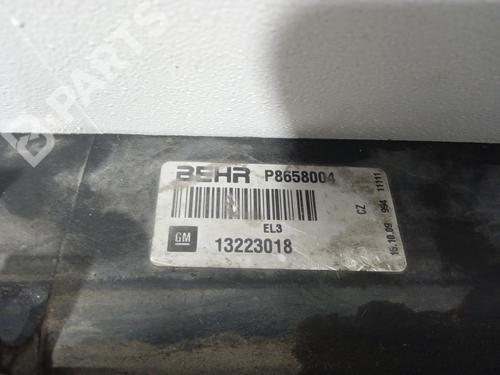 B-PARTS
BEHR P8658004
EL3
GM 13223018
CZ
15.10.09 994 11111